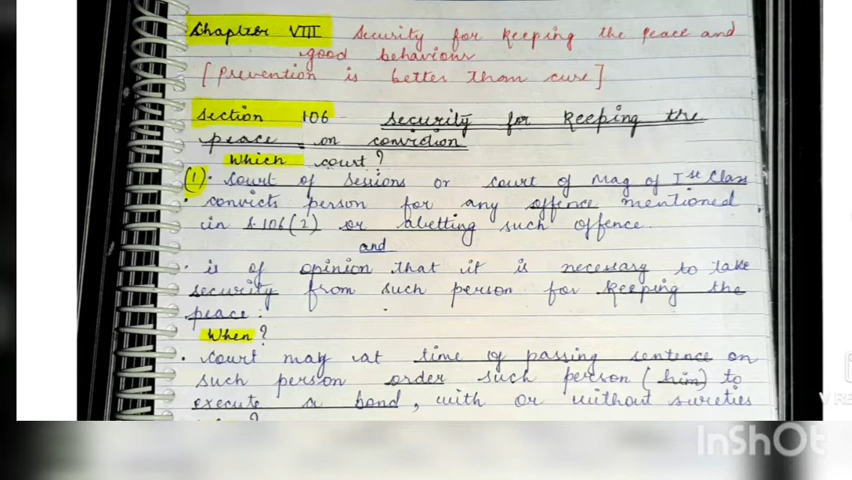 Chapter VIII Security for keeping the peace and
good behaviour
[Prevention is better than cure]
Section 106 Security for keeping the
peace on conviction
Which court?
(1) · Court of sessions or court of Mag of Ist Class
· convicts person for any offence mentioned
in s.106(2) or abetting such offence.
and
· is of opinion that it is necessary to take
security from such person for keeping the
peace.
When?
· Court may at time of passing sentence on
such person order such person (him) to
execute a bond, with or without sureties
InShOt